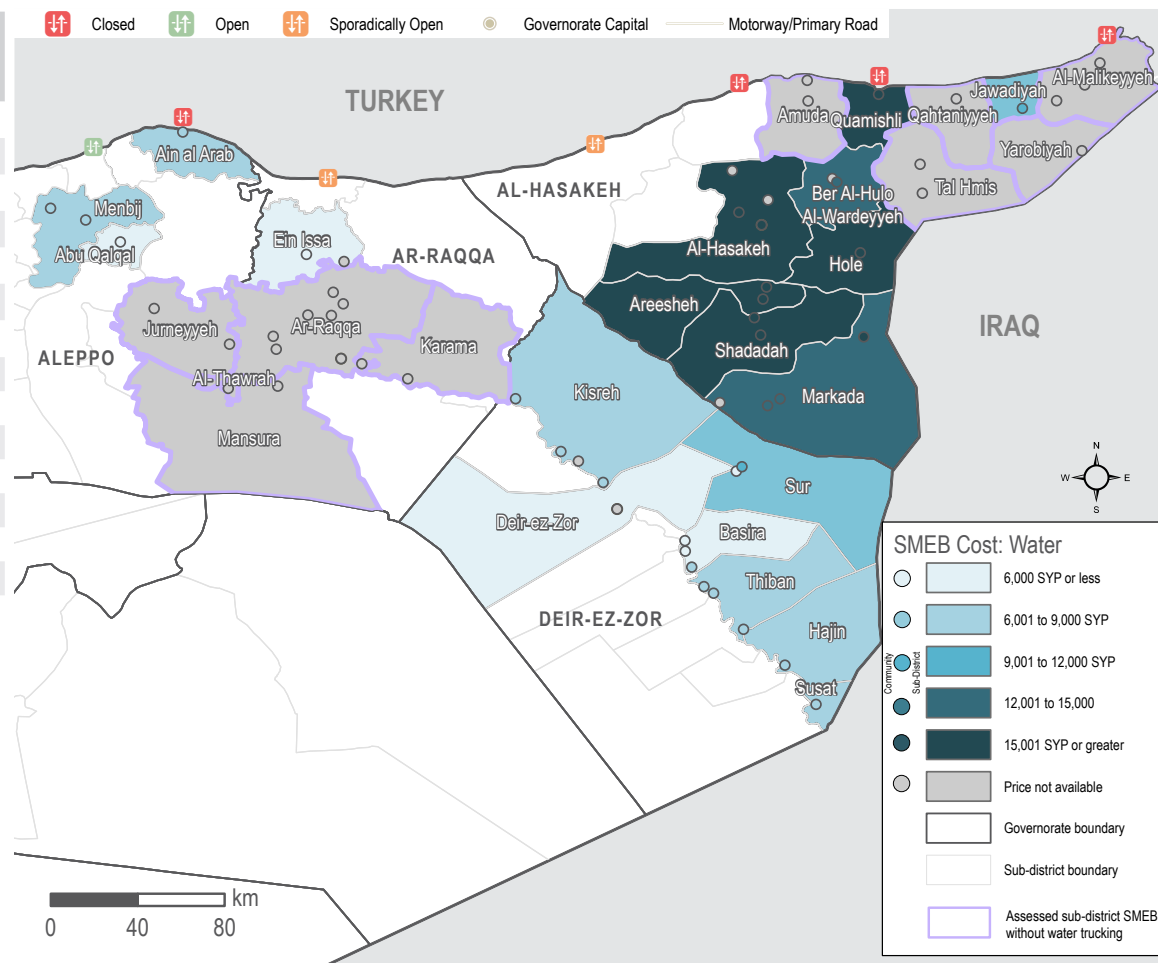 Closed
Open
Sporadically Open
Governorate Capital
Motorway/Primary Road
TURKEY
Al-Malikeyyeh
Jawadiyah
Amuda
Quamishli
Qahtaniyyeh
Ain al Arab
Yarobiyah
Tal Hmis
AL-HASAKEH
Ber Al-Hulo
Al-Wardeyyeh
Menbij
Ein Issa
Abu Qalqal
AR-RAQQA
Al-Hasakeh
Hole
Areesheh
IRAQ
Jurneyyeh
Ar-Raqqa
Karama
Shadadah
ALEPPO
Al-Thawrah
Kisreh
Markada
Mansura
N
W
E
S
Sur
Deir-ez-Zor
Basira
Thiban
DEIR-EZ-ZOR
Hajin
Susat
SMEB Cost: Water
6,000 SYP or less
6,001 to 9,000 SYP
Community
Sub-District
9,001 to 12,000 SYP
12,001 to 15,000
15,001 SYP or greater
Price not available
Governorate boundary
Sub-district boundary
Assessed sub-district SMEB
without water trucking
km
0
40
80